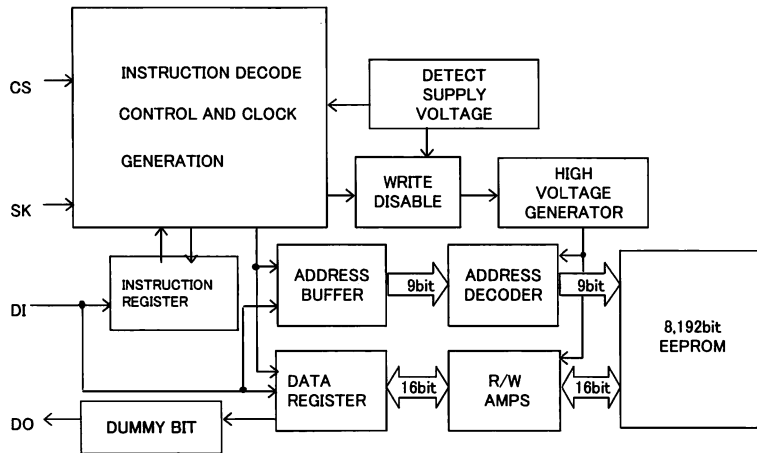 INSTRUCTION DECODE
CONTROL AND CLOCK
GENERATION
DETECT
SUPPLY
VOLTAGE
CS
SK
WRITE
DISABLE
HIGH
VOLTAGE
GENERATOR
INSTRUCTION
REGISTER
ADDRESS
BUFFER
9bit
ADDRESS
DECODER
9bit
8,192bit
EEPROM
DI
DATA
REGISTER
16bit
R/W
AMPS
16bit
DO
DUMMY BIT